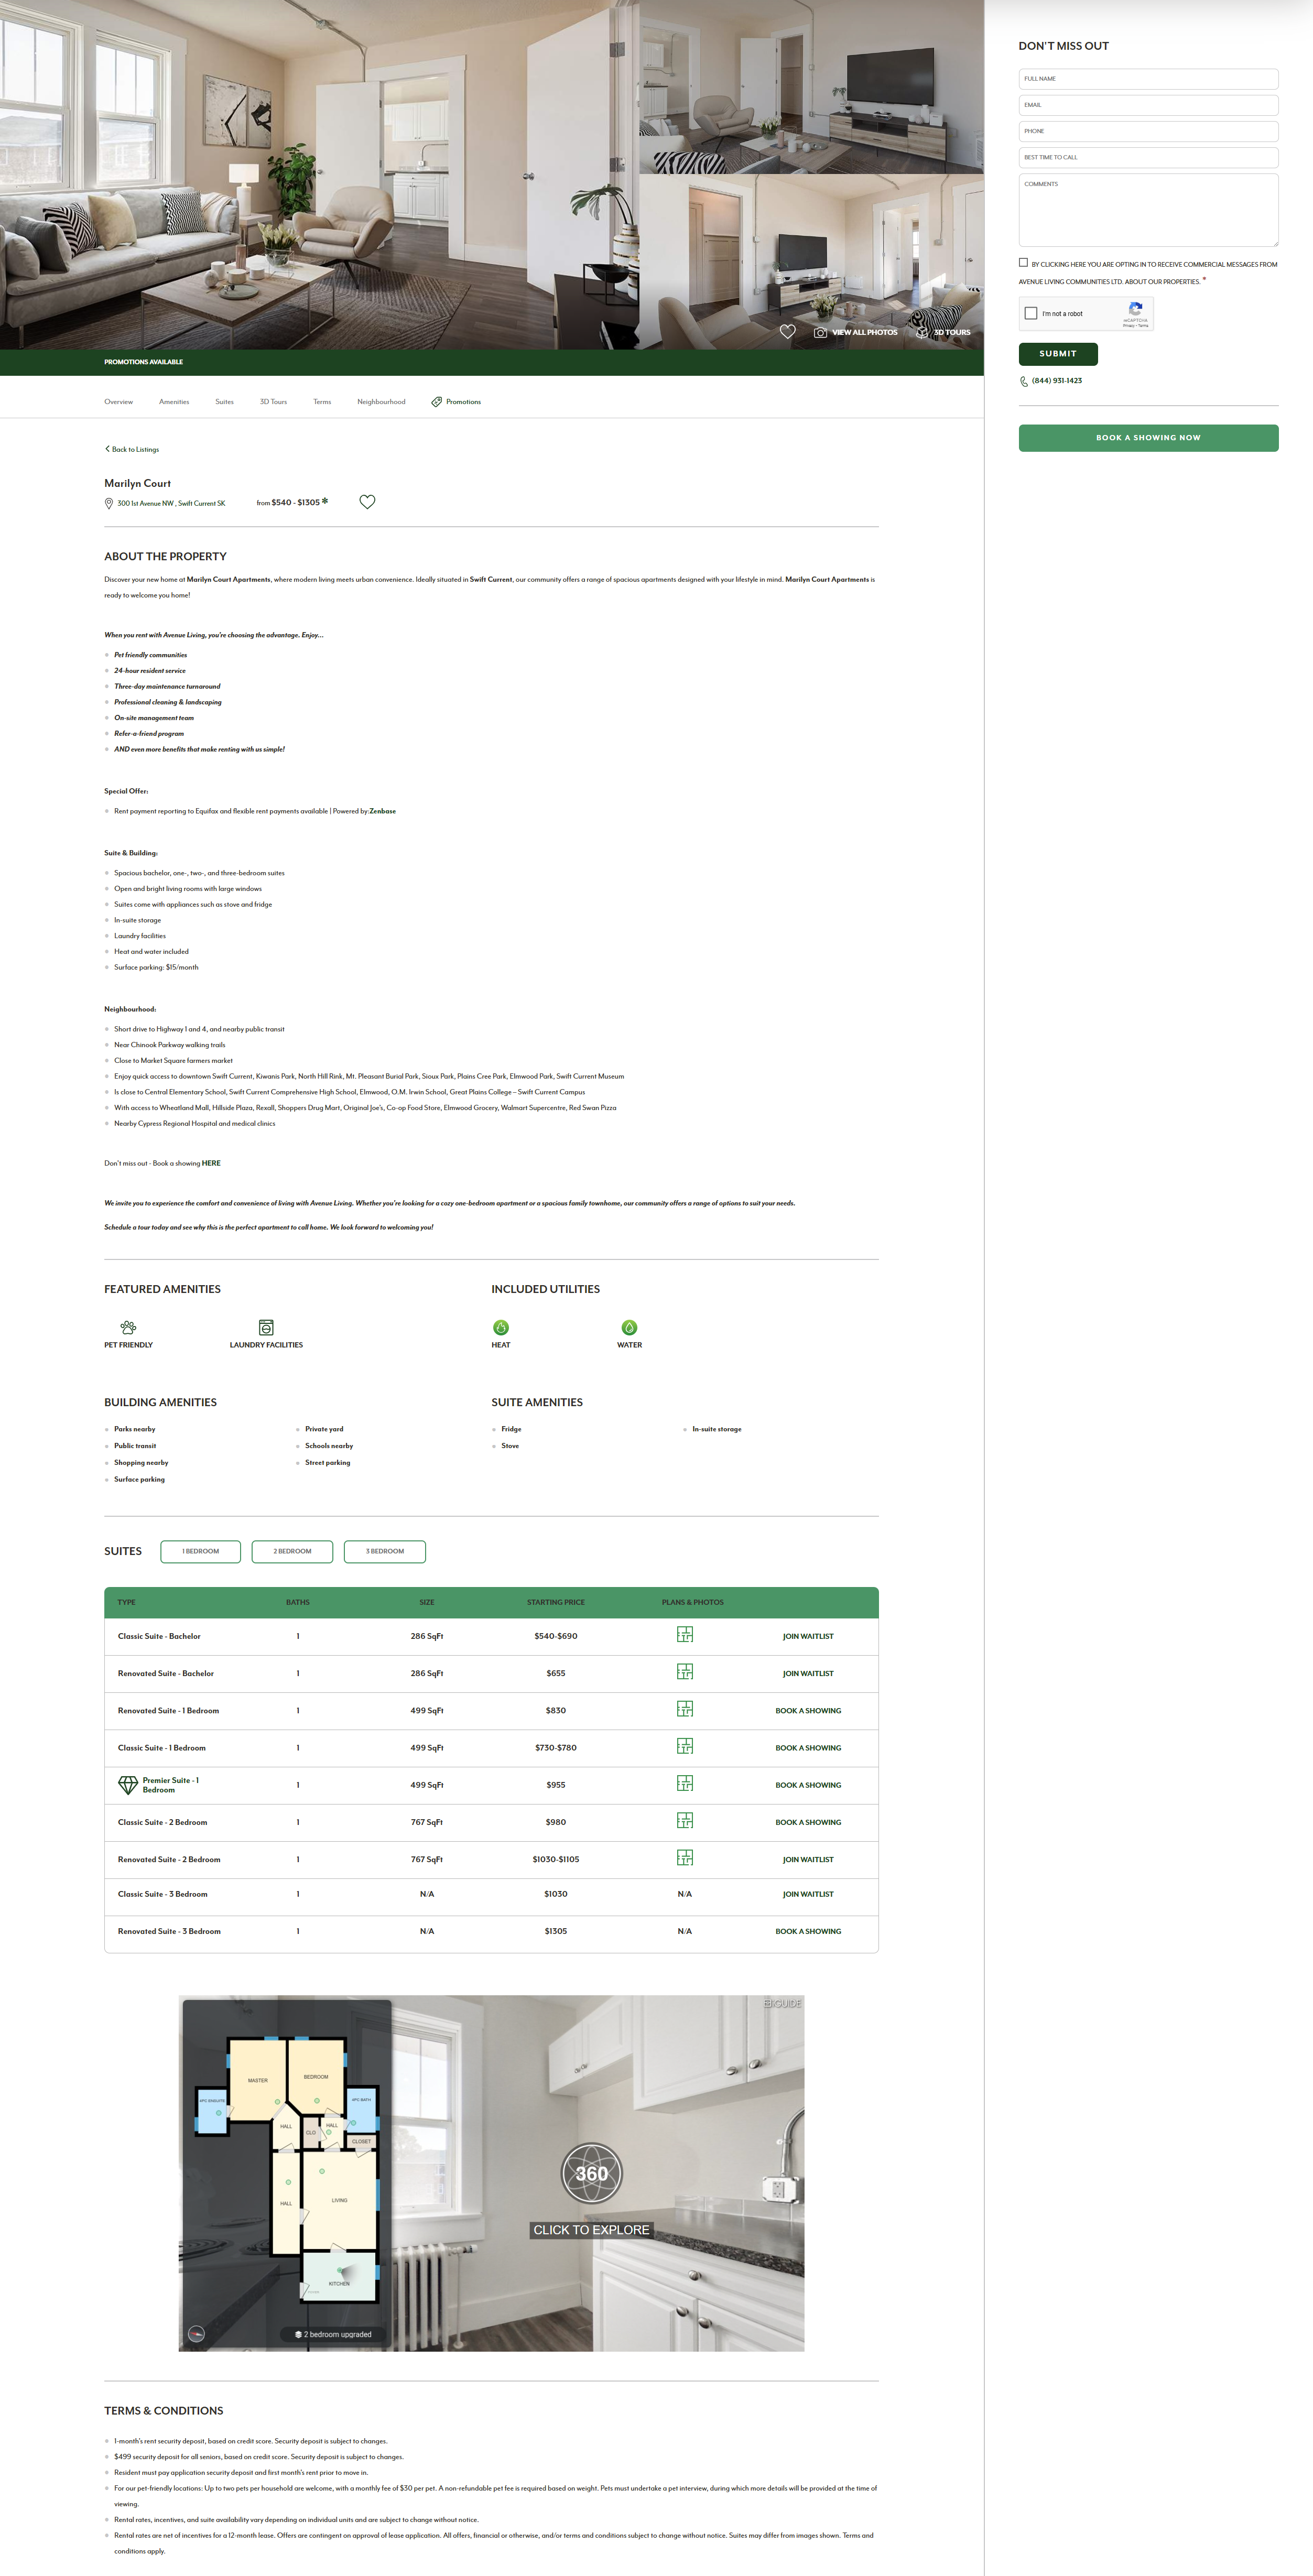 VIEW ALL PHOTOS
3D TOURS
PROMOTIONS AVAILABLE
Overview
Amenities
Suites
3D Tours
Terms
Neighbourhood
Promotions
Back to Listings
Marilyn Court
300 1st Avenue NW , Swift Current SK
from $540 - $1305 *
ABOUT THE PROPERTY
Discover your new home at Marilyn Court Apartments, where modern living meets urban convenience. Ideally situated in Swift Current, our community offers a range of spacious apartments designed with your lifestyle in mind. Marilyn Court Apartments is
ready to welcome you home!
When you rent with Avenue Living, you're choosing the advantage. Enjoy...
Pet friendly communities
24-hour resident service
Three-day maintenance turnaround
Professional cleaning & landscaping
On-site management team
Refer-a-friend program
AND even more benefits that make renting with us simple!
Special Offer:
Rent payment reporting to Equifax and flexible rent payments available | Powered by:Zenbase
Suite & Building:
Spacious bachelor, one-, two-, and three-bedroom suites
Open and bright living rooms with large windows
Suites come with appliances such as stove and fridge
In-suite storage
Laundry facilities
Heat and water included
Surface parking: $15/month
Neighbourhood:
Short drive to Highway 1 and 4, and nearby public transit
Near Chinook Parkway walking trails
Close to Market Square farmers market
Enjoy quick access to downtown Swift Current, Kiwanis Park, North Hill Rink, Mt. Pleasant Burial Park, Sioux Park, Plains Cree Park, Elmwood Park, Swift Current Museum
Is close to Central Elementary School, Swift Current Comprehensive High School, Elmwood, O.M. Irwin School, Great Plains College – Swift Current Campus
With access to Wheatland Mall, Hillside Plaza, Rexall, Shoppers Drug Mart, Original Joe's, Co-op Food Store, Elmwood Grocery, Walmart Supercentre, Red Swan Pizza
Nearby Cypress Regional Hospital and medical clinics
Don't miss out - Book a showing HERE
We invite you to experience the comfort and convenience of living with Avenue Living. Whether you're looking for a cozy one-bedroom apartment or a spacious family townhome, our community offers a range of options to suit your needs.
Schedule a tour today and see why this is the perfect apartment to call home. We look forward to welcoming you!
FEATURED AMENITIES
PET FRIENDLY
LAUNDRY FACILITIES
INCLUDED UTILITIES
HEAT
WATER
BUILDING AMENITIES
Parks nearby
Public transit
Shopping nearby
Surface parking
Private yard
Schools nearby
Street parking
SUITE AMENITIES
Fridge
Stove
In-suite storage
SUITES
1 BEDROOM
2 BEDROOM
3 BEDROOM
TYPE BATHS SIZE STARTING PRICE PLANS & PHOTOS
Classic Suite - Bachelor 1 286 SqFt $540-$690 JOIN WAITLIST
Renovated Suite - Bachelor 1 286 SqFt $655 JOIN WAITLIST
Renovated Suite - 1 Bedroom 1 499 SqFt $830 BOOK A SHOWING
Classic Suite - 1 Bedroom 1 499 SqFt $730-$780 BOOK A SHOWING
Premier Suite - 1
Bedroom 1 499 SqFt $955 BOOK A SHOWING
Classic Suite - 2 Bedroom 1 767 SqFt $980 BOOK A SHOWING
Renovated Suite - 2 Bedroom 1 767 SqFt $1030-$1105 JOIN WAITLIST
Classic Suite - 3 Bedroom 1 N/A $1030 N/A JOIN WAITLIST
Renovated Suite - 3 Bedroom 1 N/A $1305 N/A BOOK A SHOWING
GUIDE
MASTER
BEDROOM
4PC ENSUITE
4PC BATH
HALL
CLO
HALL
CLOSET
HALL
LIVING
KITCHEN
2 bedroom upgraded
360
CLICK TO EXPLORE
TERMS & CONDITIONS
1-month's rent security deposit, based on credit score. Security deposit is subject to changes.
$499 security deposit for all seniors, based on credit score. Security deposit is subject to changes.
Resident must pay application security deposit and first month's rent prior to move in.
For our pet-friendly locations: Up to two pets per household are welcome, with a monthly fee of $30 per pet. A non-refundable pet fee is required based on weight. Pets must undertake a pet interview, during which more details will be provided at the time of
viewing.
Rental rates, incentives, and suite availability vary depending on individual units and are subject to change without notice.
Rental rates are net of incentives for a 12-month lease. Offers are contingent on approval of lease application. All offers, financial or otherwise, and/or terms and conditions subject to change without notice. Suites may differ from images shown. Terms and
conditions apply.
DON'T MISS OUT
FULL NAME
EMAIL
PHONE
BEST TIME TO CALL
COMMENTS
BY CLICKING HERE YOU ARE OPTING IN TO RECEIVE COMMERCIAL MESSAGES FROM
AVENUE LIVING COMMUNITIES LTD. ABOUT OUR PROPERTIES. *
I'm not a robot
reCAPTCHA
Privacy - Terms
SUBMIT
(844) 931-1423
BOOK A SHOWING NOW